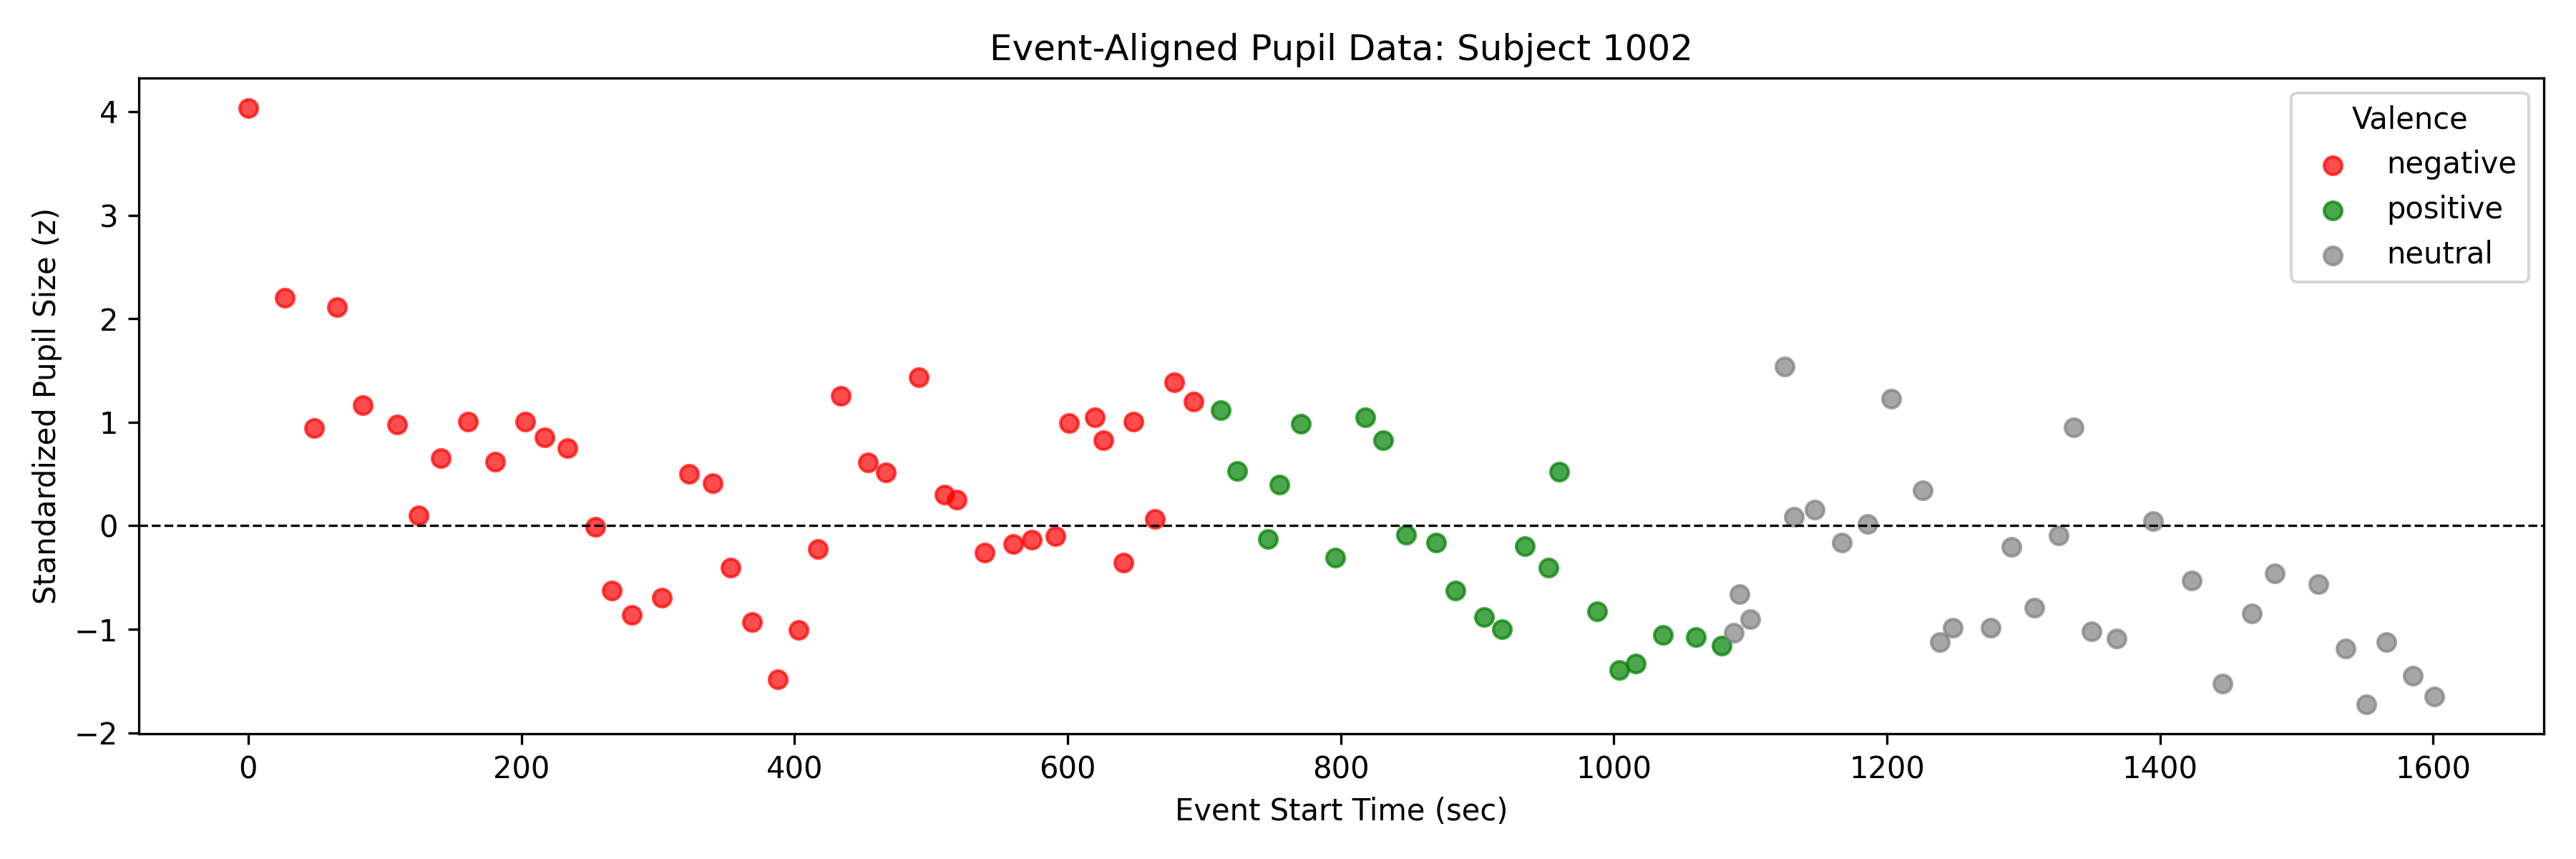 Event-Aligned Pupil Data: Subject 1002
Standardized Pupil Size (z)
4
3
2
1
0
−1
−2
Valence
negative
positive
neutral
0 200 400 600 800 1000 1200 1400 1600
Event Start Time (sec)